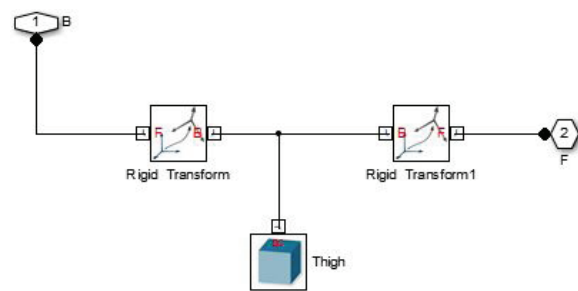 1 B
F B
B F
2
Rigid Transform
Rigid Transform1
F
Thigh